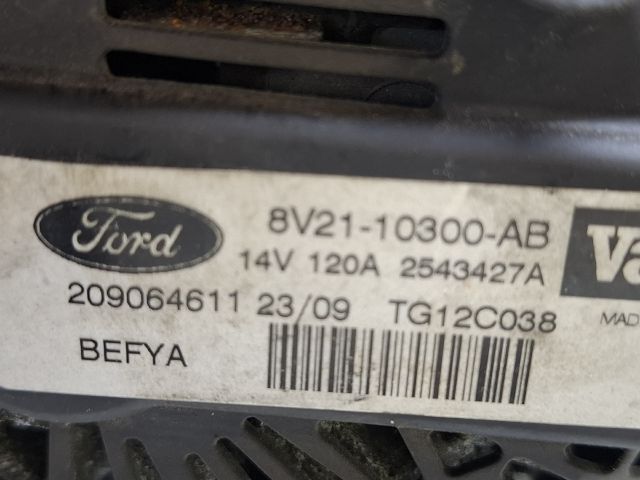 Ford 8V21-10300-AB
14V 120A 2543427A
209064611 23/09 TG12C038
BEFYA